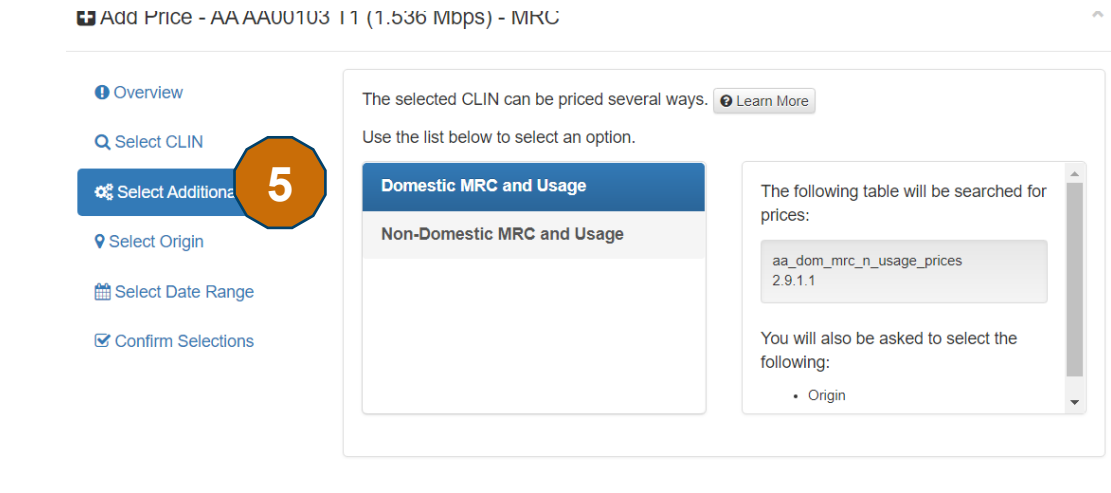 Add Price - AA AA00103 T1 (1.536 Mbps) - MRC
Overview
Select CLIN
Select Additiona
5
Select Origin
Select Date Range
Confirm Selections
The selected CLIN can be priced several ways. Learn More
Use the list below to select an option.
Domestic MRC and Usage
Non-Domestic MRC and Usage
The following table will be searched for
prices:
aa_dom_mrc_n_usage_prices
2.9.1.1
You will also be asked to select the
following:
• Origin